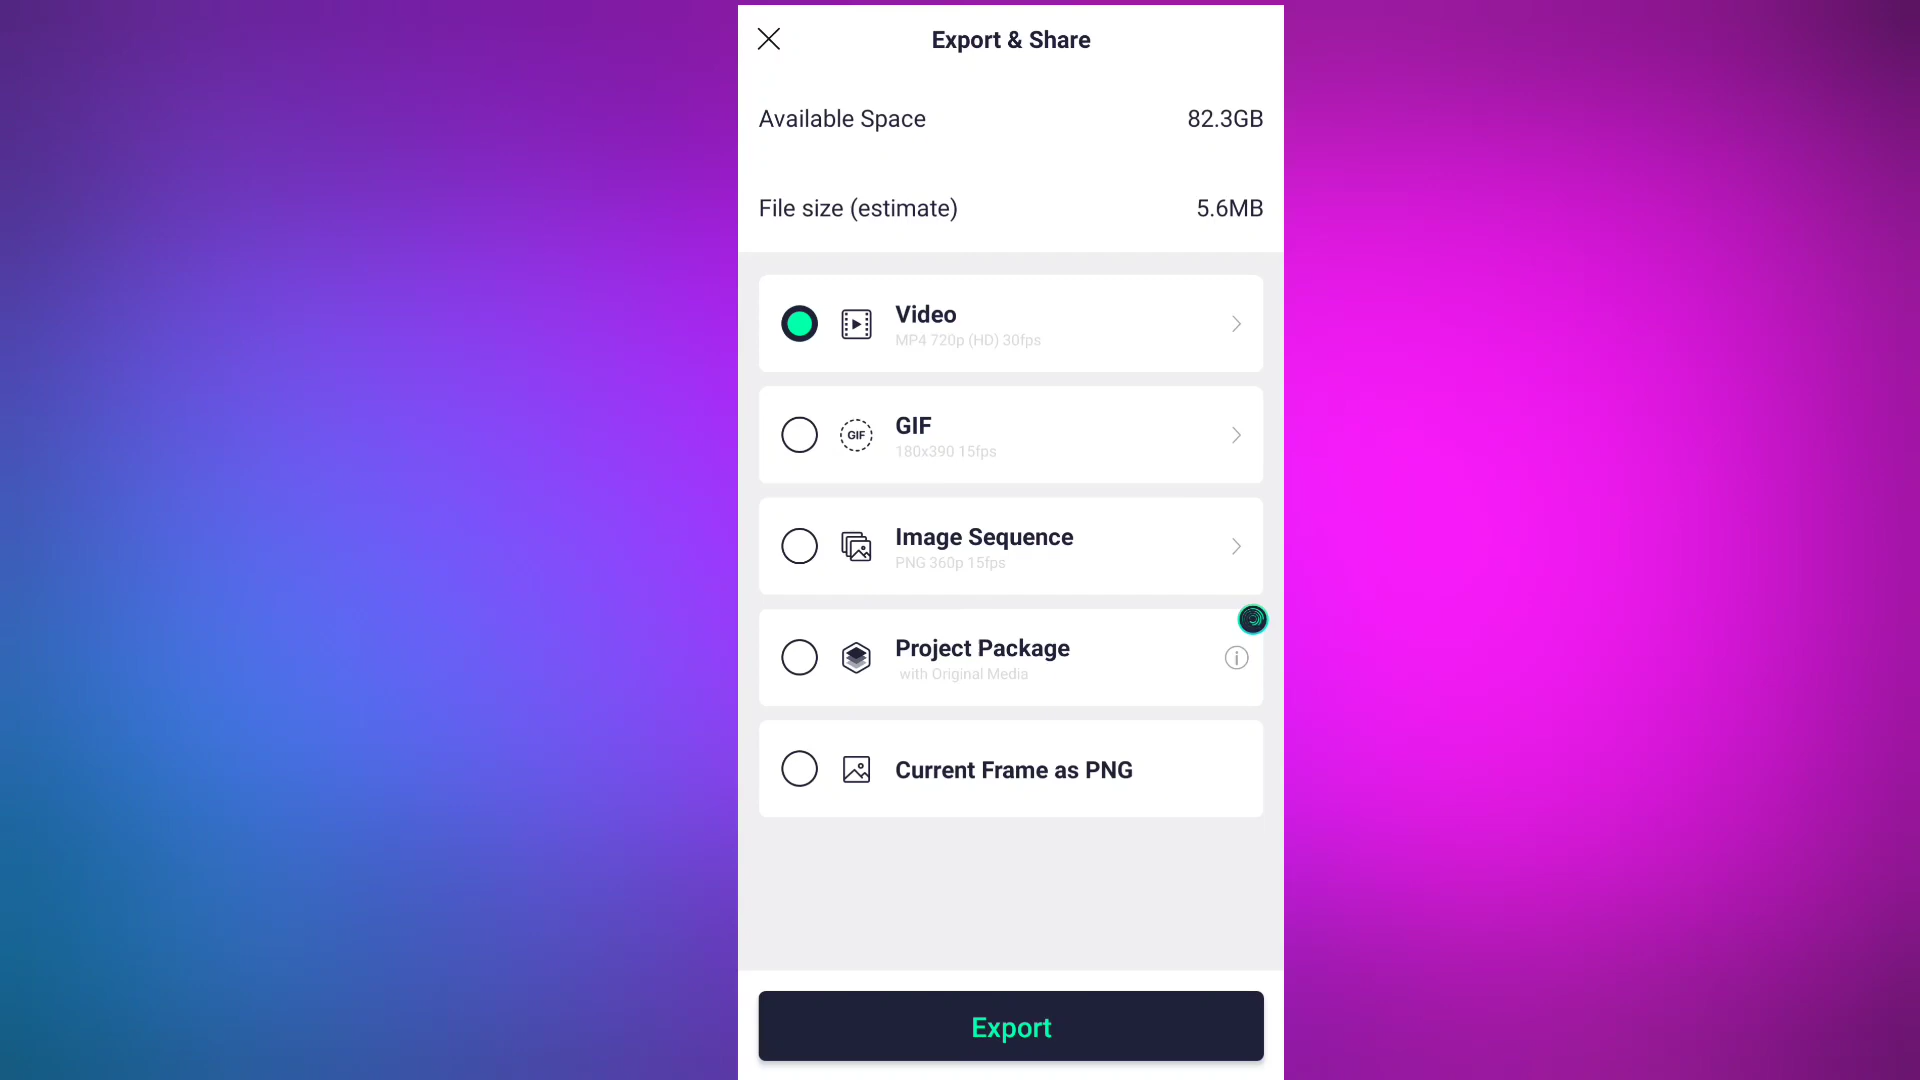 Export & Share
Available Space 82.3GB
File size (estimate) 5.6MB
Video
MP4 720p (HD) 30fps
GIF
GIF
180x390 15fps
Image Sequence
PNG 360p 15fps
Project Package
with Original Media
Current Frame as PNG
Export